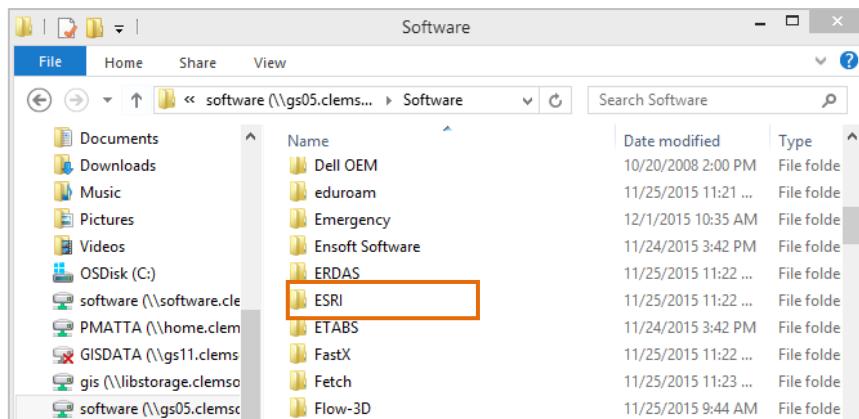 Software
File Home Share View
« software (\\gs05.clems... Software Search Software
Name Date modified Type
Documents
Downloads
Music
Pictures
Videos
OSDisk (C:)
software (\\software.cle
PMATTA (\\home.clem
GISDATA (\\gs11.clems
gis (\\libstorage.clemso
software (\\gs05.clemsc
Dell OEM 10/20/2008 2:00 PM File folde
eduroam 11/25/2015 11:21 ... File folde
Emergency 12/1/2015 10:35 AM File folde
Ensoft Software 11/24/2015 3:42 PM File folde
ERDAS 11/25/2015 11:22 ... File folde
ESRI 11/25/2015 11:22 ... File folde
ETABS 11/24/2015 3:42 PM File folde
FastX 11/25/2015 11:22 ... File folde
Fetch 11/25/2015 11:23 ... File folde
Flow-3D 11/25/2015 9:44 AM File folde